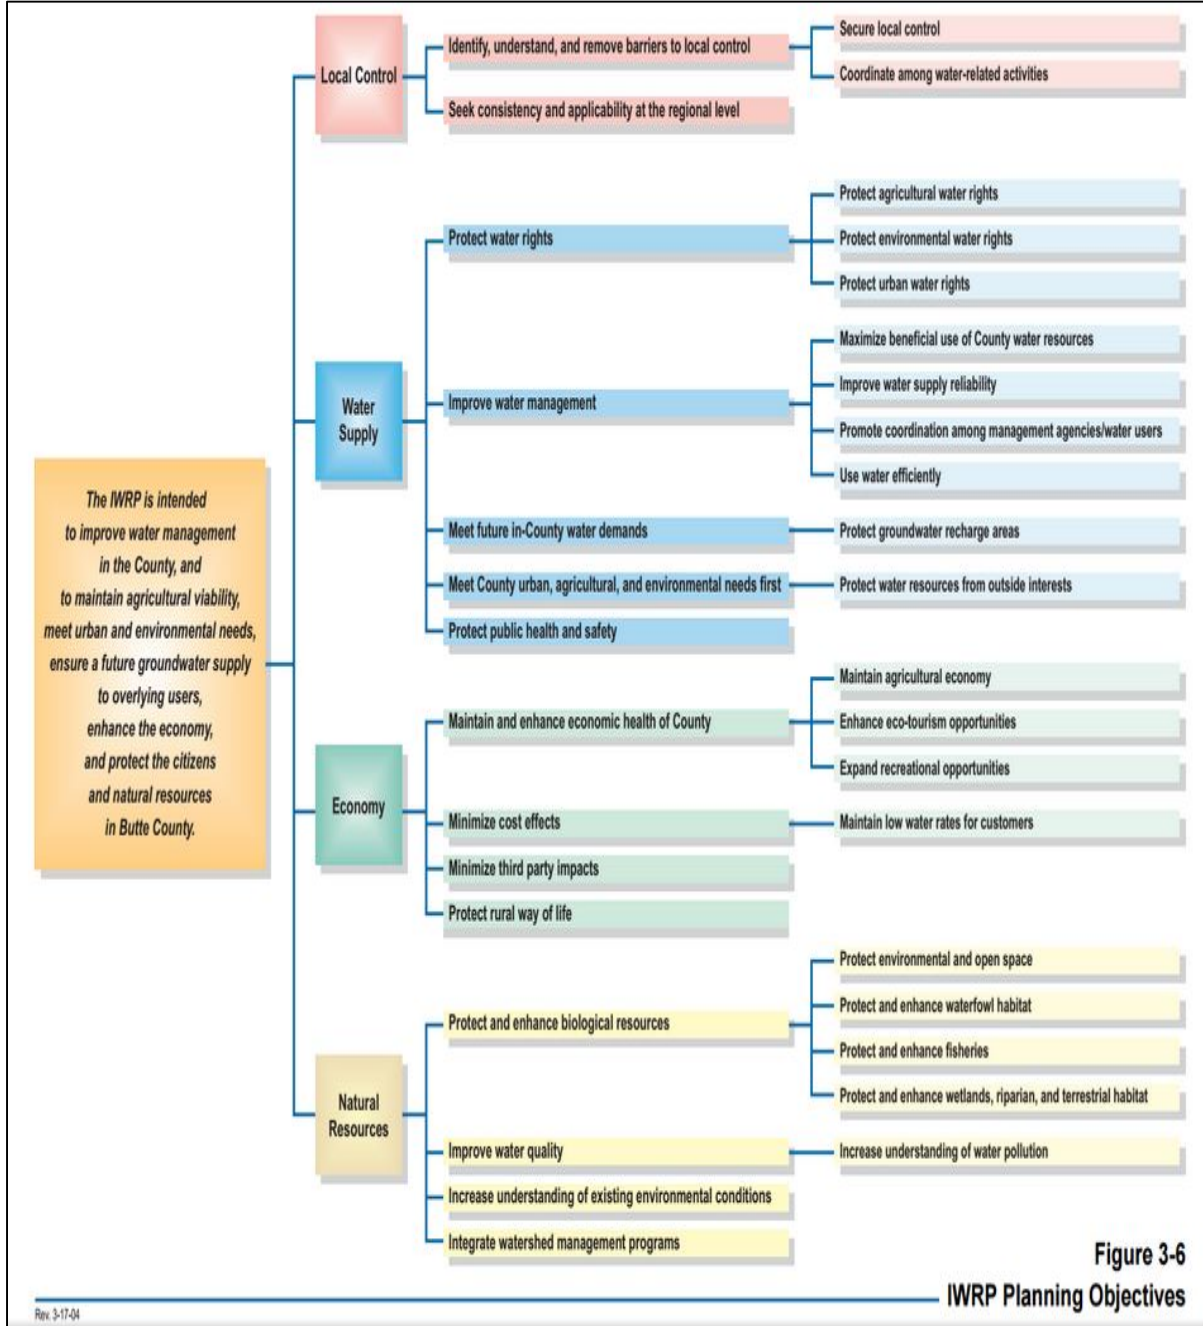 The IWRP is intended
to improve water management
in the County, and
to maintain agricultural viability,
meet urban and environmental needs,
ensure a future groundwater supply
to overlying users,
enhance the economy,
and protect the citizens
and natural resources
in Butte County.
Local Control
Identify, understand, and remove barriers to local control
Secure local control
Coordinate among water-related activities
Seek consistency and applicability at the regional level
Water
Supply
Protect water rights
Protect agricultural water rights
Protect environmental water rights
Protect urban water rights
Improve water management
Maximize beneficial use of County water resources
Improve water supply reliability
Promote coordination among management agencies/water users
Use water efficiently
Meet future in-County water demands
Protect groundwater recharge areas
Meet County urban, agricultural, and environmental needs first
Protect water resources from outside interests
Protect public health and safety
Economy
Maintain and enhance economic health of County
Maintain agricultural economy
Enhance eco-tourism opportunities
Expand recreational opportunities
Minimize cost effects
Maintain low water rates for customers
Minimize third party impacts
Protect rural way of life
Natural
Resources
Protect and enhance biological resources
Protect environmental and open space
Protect and enhance waterfowl habitat
Protect and enhance fisheries
Protect and enhance wetlands, riparian, and terrestrial habitat
Improve water quality
Increase understanding of water pollution
Increase understanding of existing environmental conditions
Integrate watershed management programs
Figure 3-6
IWRP Planning Objectives
Rev. 3-17-04